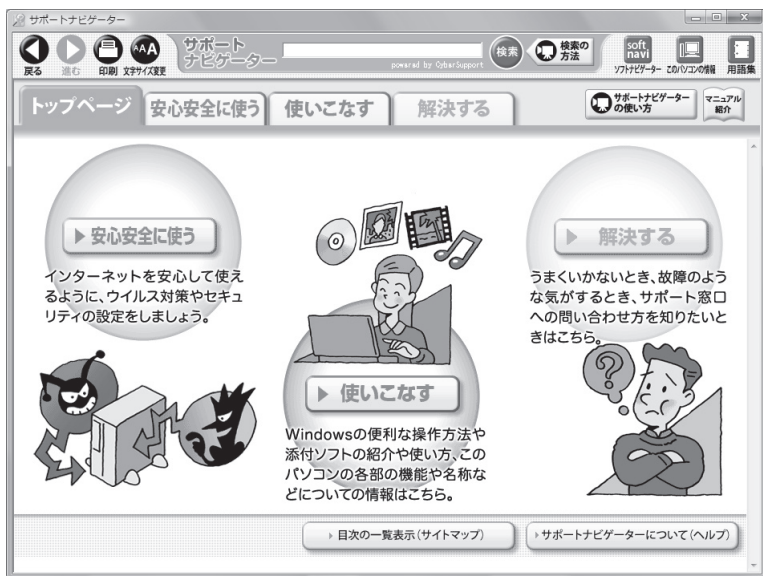 サポートナビゲーター
戻る
進む
印刷
文字サイズ変更
サポート
ナビゲーター
powered by CyberSupport
検索
検索の
方法
soft
navi
ソフトナビゲーター
このパソコンの情報
用語集
トップページ
安心安全に使う
使いこなす
解決する
サポートナビゲーター
の使い方
マニュアル
紹介
安心安全に使う
インターネットを安心して使え
るように、ウイルス対策やセキュ
リティの設定をしましょう。
使いこなす
Windowsの便利な操作方法や
添付ソフトの紹介や使い方、この
パソコンの各部の機能や名称な
どについての情報はこちら。
解決する
うまくいかないとき、故障のよう
な気がするとき、サポート窓口
への問い合わせ方を知りたいと
きはこちら。
?
目次の一覧表示(サイトマップ)
サポートナビゲーターについて(ヘルプ)